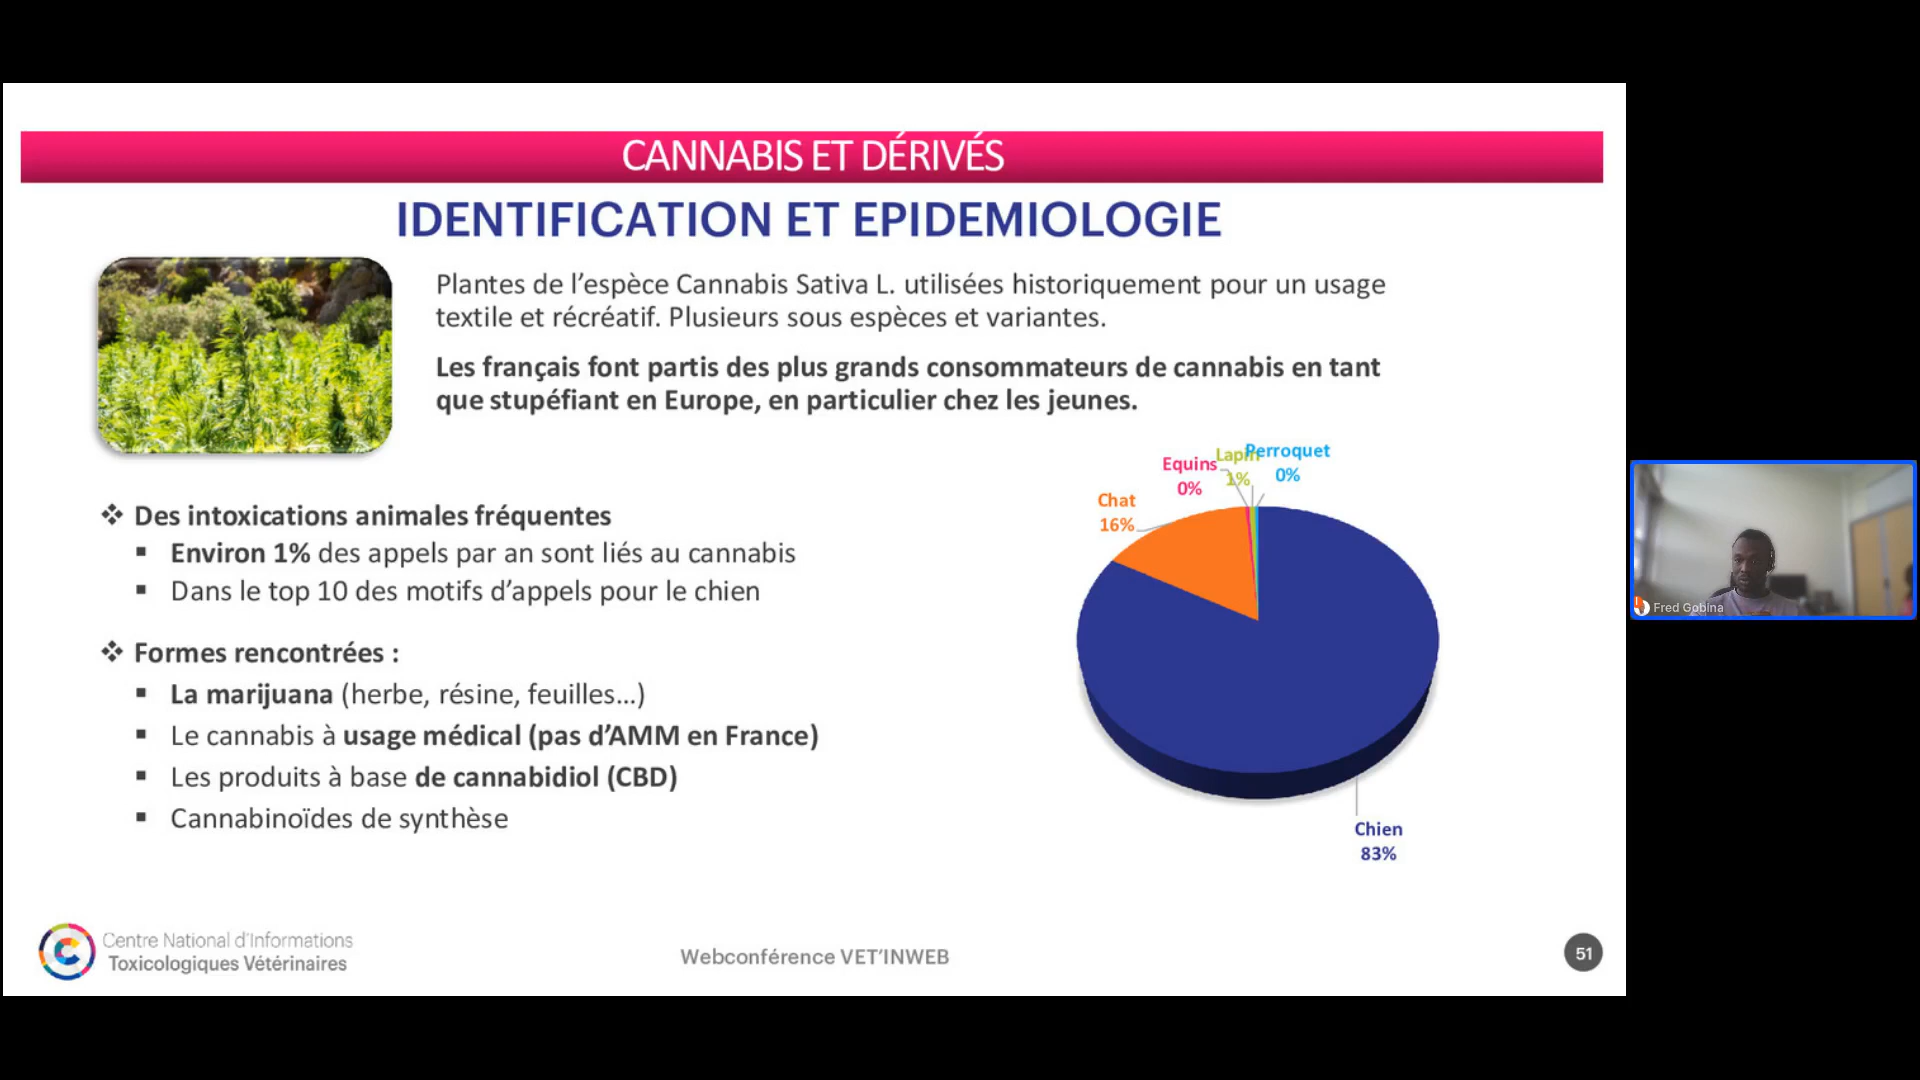 CANNABIS ET DÉRIVÉS
IDENTIFICATION ET EPIDEMIOLOGIE
Plantes de l’espèce Cannabis Sativa L. utilisées historiquement pour un usage
textile et récréatif. Plusieurs sous espèces et variantes.
Les français font partis des plus grands consommateurs de cannabis en tant
que stupéfiant en Europe, en particulier chez les jeunes.
❖ Des intoxications animales fréquentes
▪ Environ 1% des appels par an sont liés au cannabis
▪ Dans le top 10 des motifs d’appels pour le chien
❖ Formes rencontrées :
▪ La marijuana (herbe, résine, feuilles…)
▪ Le cannabis à usage médical (pas d’AMM en France)
▪ Les produits à base de cannabidiol (CBD)
▪ Cannabinoïdes de synthèse
Chat
16%
Equins
0%
Lapin
1%
Perroquet
0%
Chien
83%
Centre National d’Informations
Toxicologiques Vétérinaires
Webconférence VET’INWEB
51
Fred Gobina